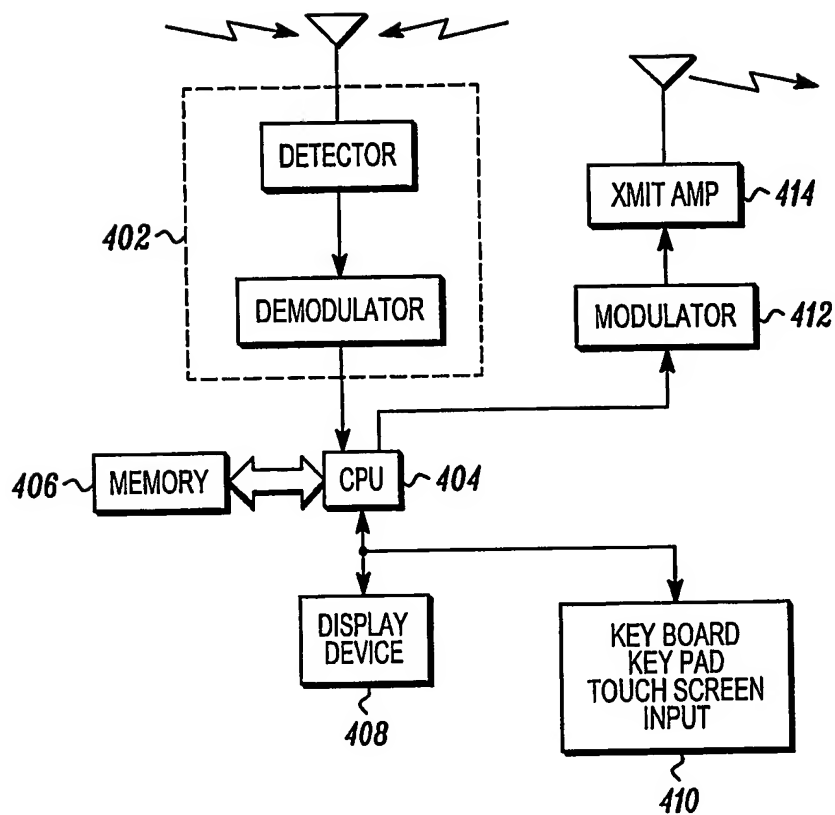 DETECTOR
402
DEMODULATOR
XMIT AMP
414
MODULATOR
412
406
MEMORY
CPU
404
DISPLAY
DEVICE
408
KEY BOARD
KEY PAD
TOUCH SCREEN
INPUT
410